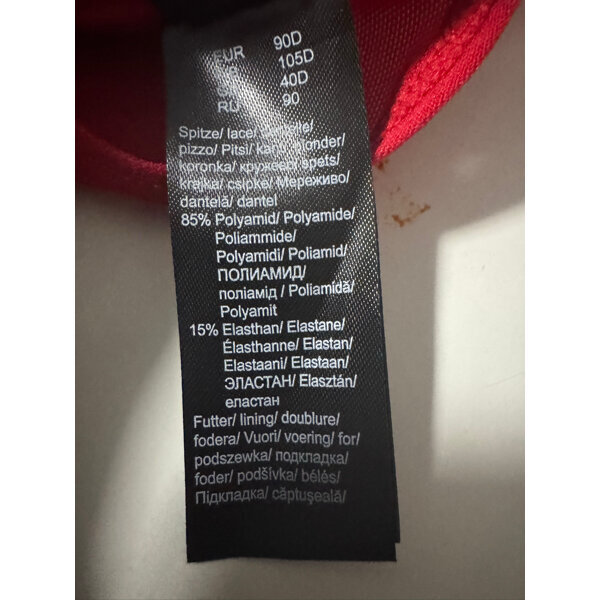 EUR 90D
105D
40D
RU 90
Spitze/ lace/
pizzo/ Pitsi/
koronka/ кружево/ spets/
krajka/ csipke/ Мереживо/
dantelă/ dantel
85% Polyamid/ Polyamide/
Poliammide/
Polyamidi/ Poliamid/
ПОЛИАМИД/
поліамід / Poliamidă/
Polyamit
15% Elasthan/ Elastane/
Élasthanne/ Elastan/
Elastaani/ Elastaan/
ЭЛАСТАН/ Elasztán/
еластан
Futter/ lining/ doublure/
fodera/ Vuori/ voering/ for/
podszewka/ подкладка/
foder/ podšívka/ bélés/
Підкладка/ căptuşeală/